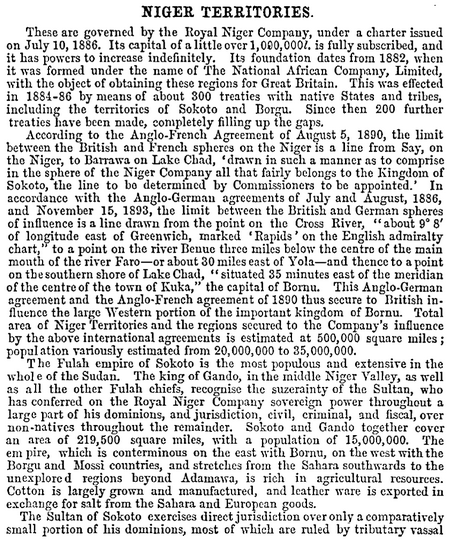 NIGER TERRITORIES.
These are governed by the Royal Niger Company, under a charter issued
on July 10, 1886. Its capital of a little over 1,000,000l. is fully subscribed, and
it has powers to increase indefinitely. Its foundation dates from 1882, when
it was formed under the name of The National African Company, Limited,
with the object of obtaining these regions for Great Britain. This was effected
in 1884-86 by means of about 300 treaties with native States and tribes,
including the territories of Sokoto and Borgu. Since then 200 further
treaties have been made, completely filling up the gaps.
According to the Anglo-French Agreement of August 5, 1890, the limit
between the British and French spheres on the Niger is a line from Say, on
the Niger, to Barrawa on Lake Chad, 'drawn in such a manner as to comprise
in the sphere of the Niger Company all that fairly belongs to the Kingdom of
Sokoto, the line to be determined by Commissioners to be appointed.' In
accordance with the Anglo-German agreements of July and August, 1886,
and November 15, 1893, the limit between the British and German spheres
of influence is a line drawn from the point on the Cross River, "about 9° 8′
of longitude east of Greenwich, marked 'Rapids' on the English admiralty
chart," to a point on the river Benue three miles below the centre of the main
mouth of the river Faro—or about 30 miles east of Yola—and thence to a point
on the southern shore of Lake Chad, "situated 35 minutes east of the meridian
of the centre of the town of Kuka," the capital of Bornu. This Anglo-German
agreement and the Anglo-French agreement of 1890 thus secure to British in-
fluence the large Western portion of the important kingdom of Bornu. Total
area of Niger Territories and the regions secured to the Company's influence
by the above international agreements is estimated at 500,000 square miles;
population variously estimated from 20,000,000 to 35,000,000.
The Fulah empire of Sokoto is the most populous and extensive in the
whole of the Sudan. The king of Gando, in the middle Niger Valley, as well
as all the other Fulah chiefs, recognise the suzerainty of the Sultan, who
has conferred on the Royal Niger Company sovereign power throughout a
large part of his dominions, and jurisdiction, civil, criminal, and fiscal, over
non-natives throughout the remainder. Sokoto and Gando together cover
an area of 219,500 square miles, with a population of 15,000,000. The
empire, which is conterminous on the east with Bornu, on the west with the
Borgu and Mossi countries, and stretches from the Sahara southwards to the
unexplored regions beyond Adamawa, is rich in agricultural resources.
Cotton is largely grown and manufactured, and leather ware is exported in
exchange for salt from the Sahara and European goods.
The Sultan of Sokoto exercises direct jurisdiction over only a comparatively
small portion of his dominions, most of which are ruled by tributary vassal